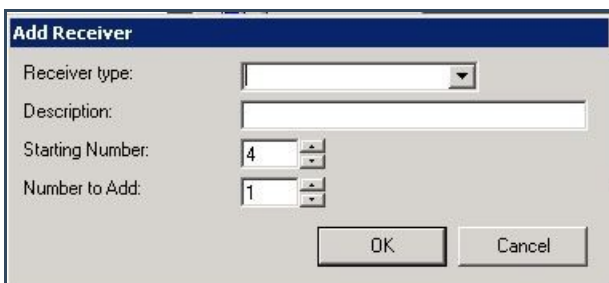 Add Receiver
Receiver type:
Description:
Starting Number: 4
Number to Add: 1
OK Cancel